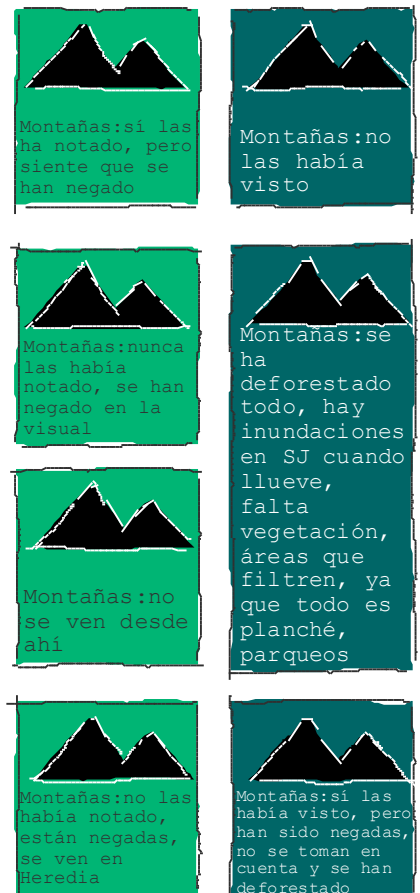 Montañas:sí las
ha notado, pero
siente que se
han negado
Montañas:no
las había
visto
Montañas:nunca
las había
notado, se han
negado en la
visual
Montañas:se
ha
deforestado
todo, hay
inundaciones
en SJ cuando
llueve,
falta
vegetación,
áreas que
filtren, ya
que todo es
planché,
parqueos
Montañas:no
se ven desde
ahí
Montañas:no las
había notado,
están negadas,
se ven en
Heredia
Montañas:sí las
había visto, pero
han sido negadas,
no se toman en
cuenta y se han
deforestado